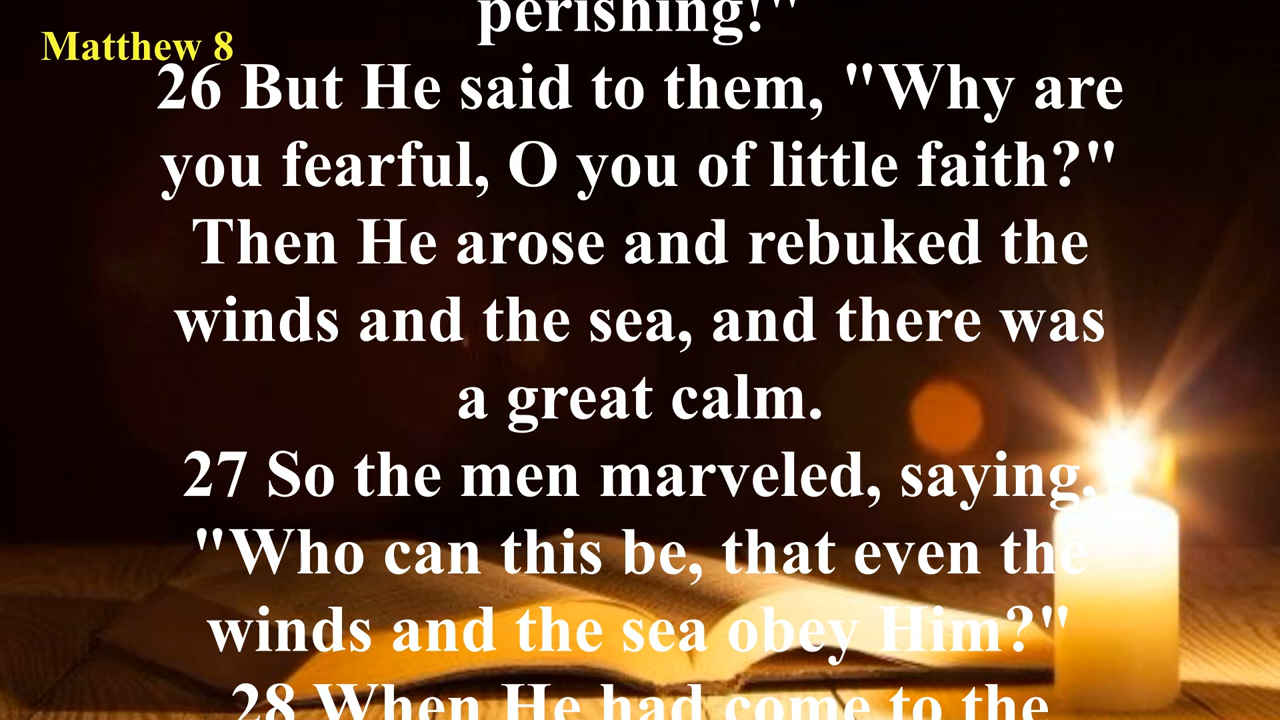 perishing!"
Matthew 8
26 But He said to them, "Why are
you fearful, O you of little faith?"
Then He arose and rebuked the
winds and the sea, and there was
a great calm.
27 So the men marveled, saying,
"Who can this be, that even the
winds and the sea obey Him?"
28 When He had come to the